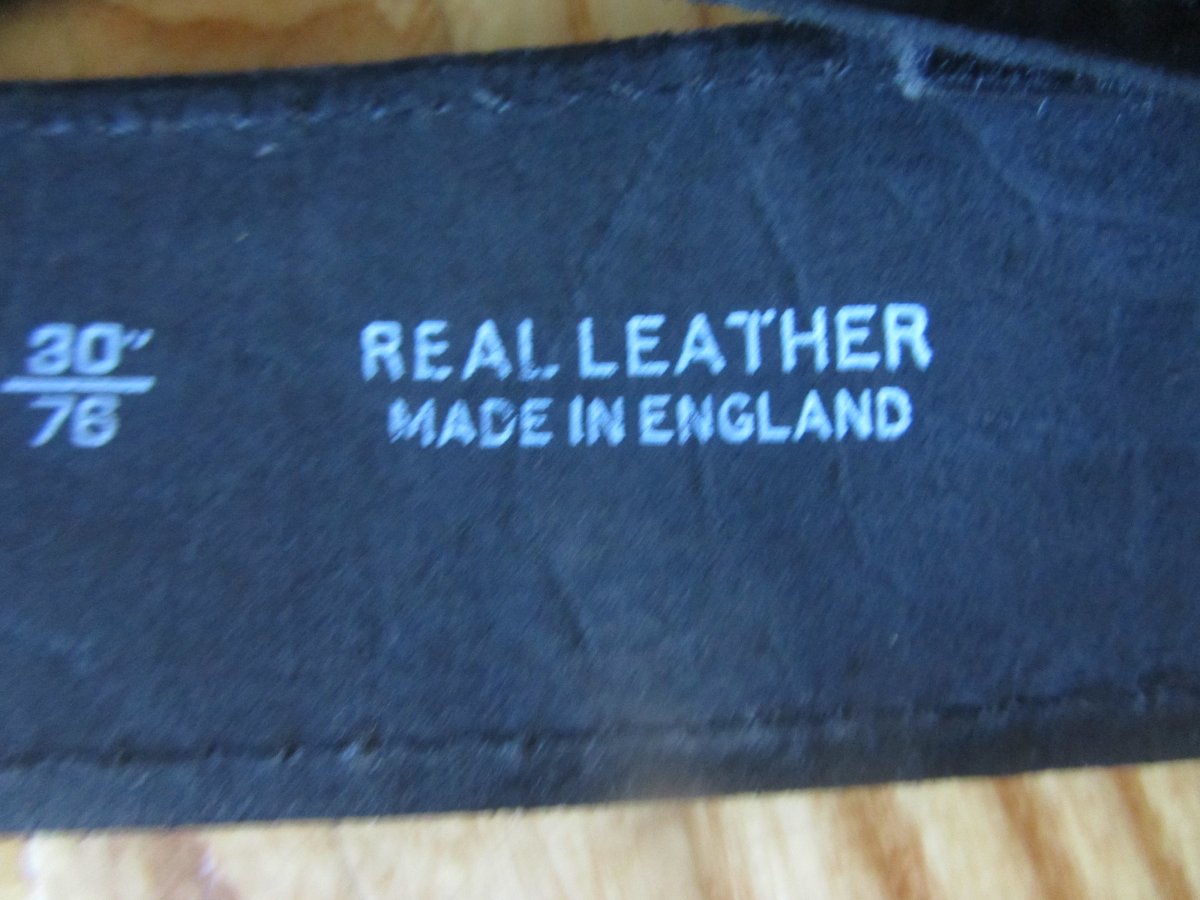 30"
76
REAL LEATHER
MADE IN ENGLAND